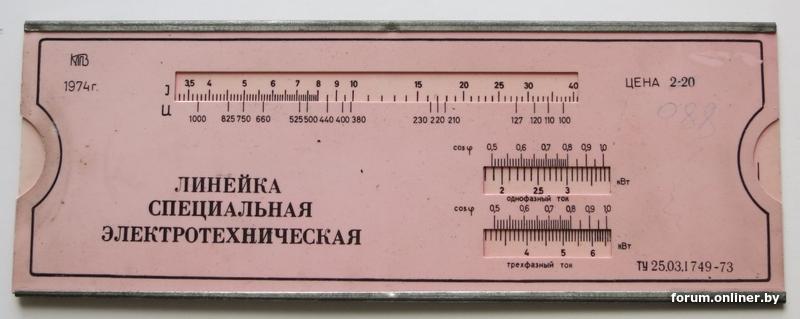 КПВ
1974г.
ЦЕНА 2-20
J 3,5 4 5 6 7 8 9 10 15 20 25 30 40
U 1000 825 750 660 525 500 440 400 380 230 220 210 127 120 110 100
cosφ 0,5 0,6 0,7 0,8 0,9 1,0
2 2,5 3 кВт
однофазный ток
cosφ 0,5 0,6 0,7 0,8 0,9 1,0
4 5 6 кВт
трехфазный ток
ЛИНЕЙКА
СПЕЦИАЛЬНАЯ
ЭЛЕКТРОТЕХНИЧЕСКАЯ
ТУ 25.03.1749-73
forum.onliner.by